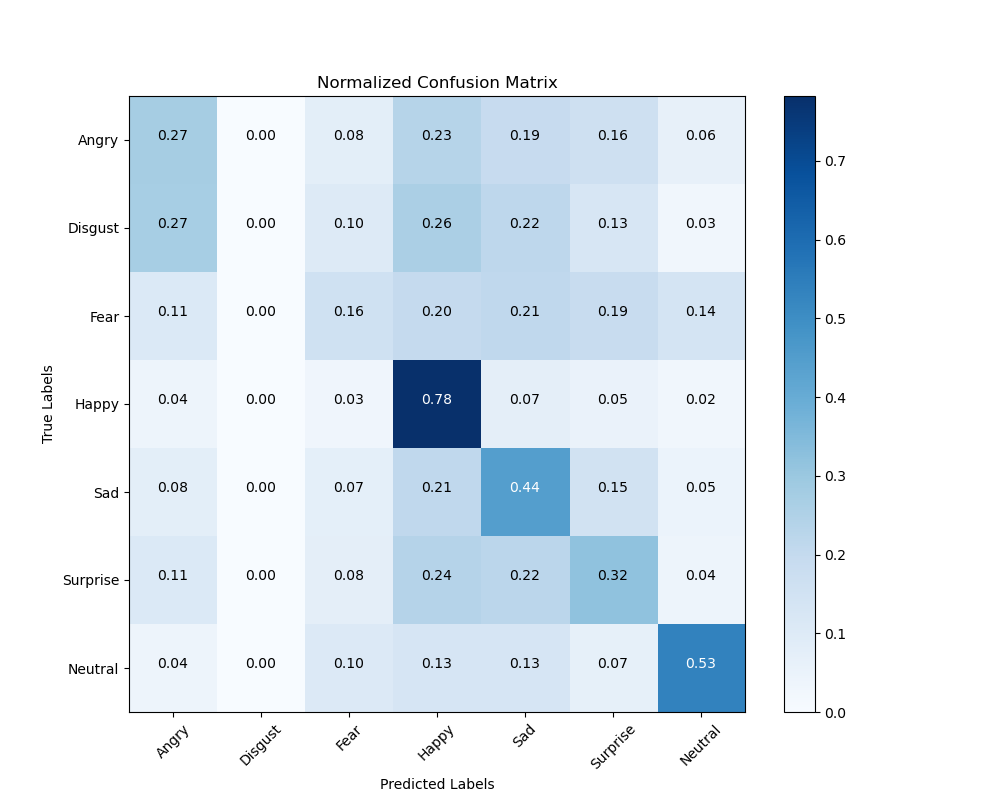 Normalized Confusion Matrix
True Labels
Angry 0.27 0.00 0.08 0.23 0.19 0.16 0.06
Disgust 0.27 0.00 0.10 0.26 0.22 0.13 0.03
Fear 0.11 0.00 0.16 0.20 0.21 0.19 0.14
Happy 0.04 0.00 0.03 0.78 0.07 0.05 0.02
Sad 0.08 0.00 0.07 0.21 0.44 0.15 0.05
Surprise 0.11 0.00 0.08 0.24 0.22 0.32 0.04
Neutral 0.04 0.00 0.10 0.13 0.13 0.07 0.53
Angry Disgust Fear Happy Sad Surprise Neutral
Predicted Labels
0.7
0.6
0.5
0.4
0.3
0.2
0.1
0.0